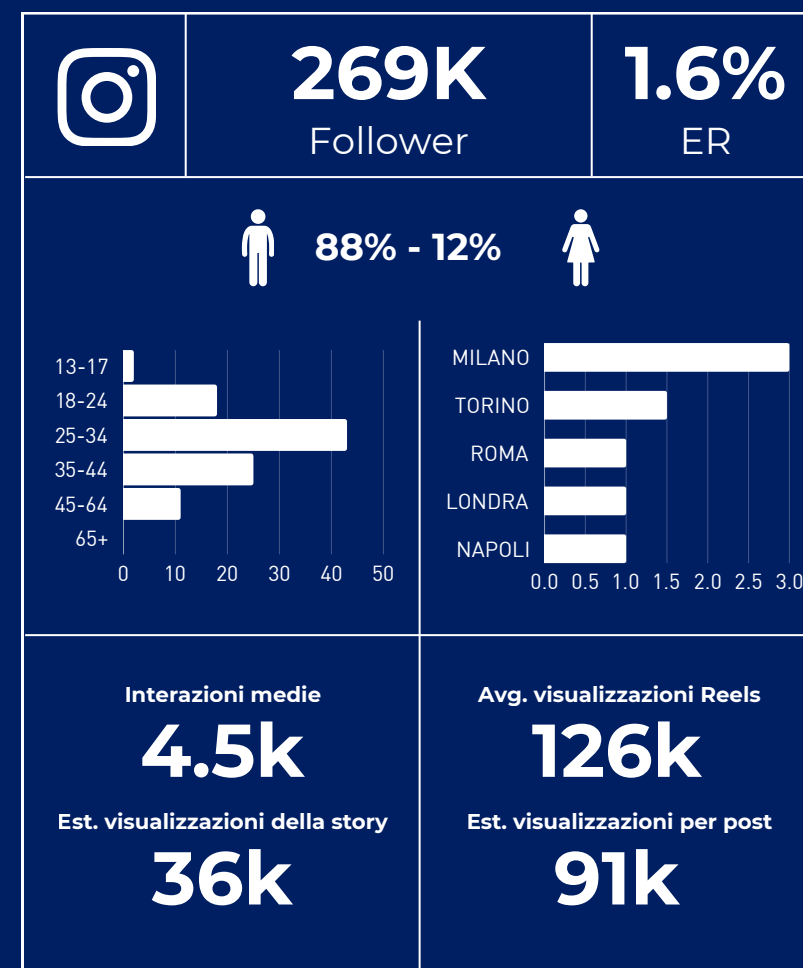 269K
Follower
1.6%
ER
88% - 12%
13-17
18-24
25-34
35-44
45-64
65+
0 10 20 30 40 50
MILANO
TORINO
ROMA
LONDRA
NAPOLI
0.0 0.5 1.0 1.5 2.0 2.5 3.0
Interazioni medie
4.5k
Est. visualizzazioni della story
36k
Avg. visualizzazioni Reels
126k
Est. visualizzazioni per post
91k